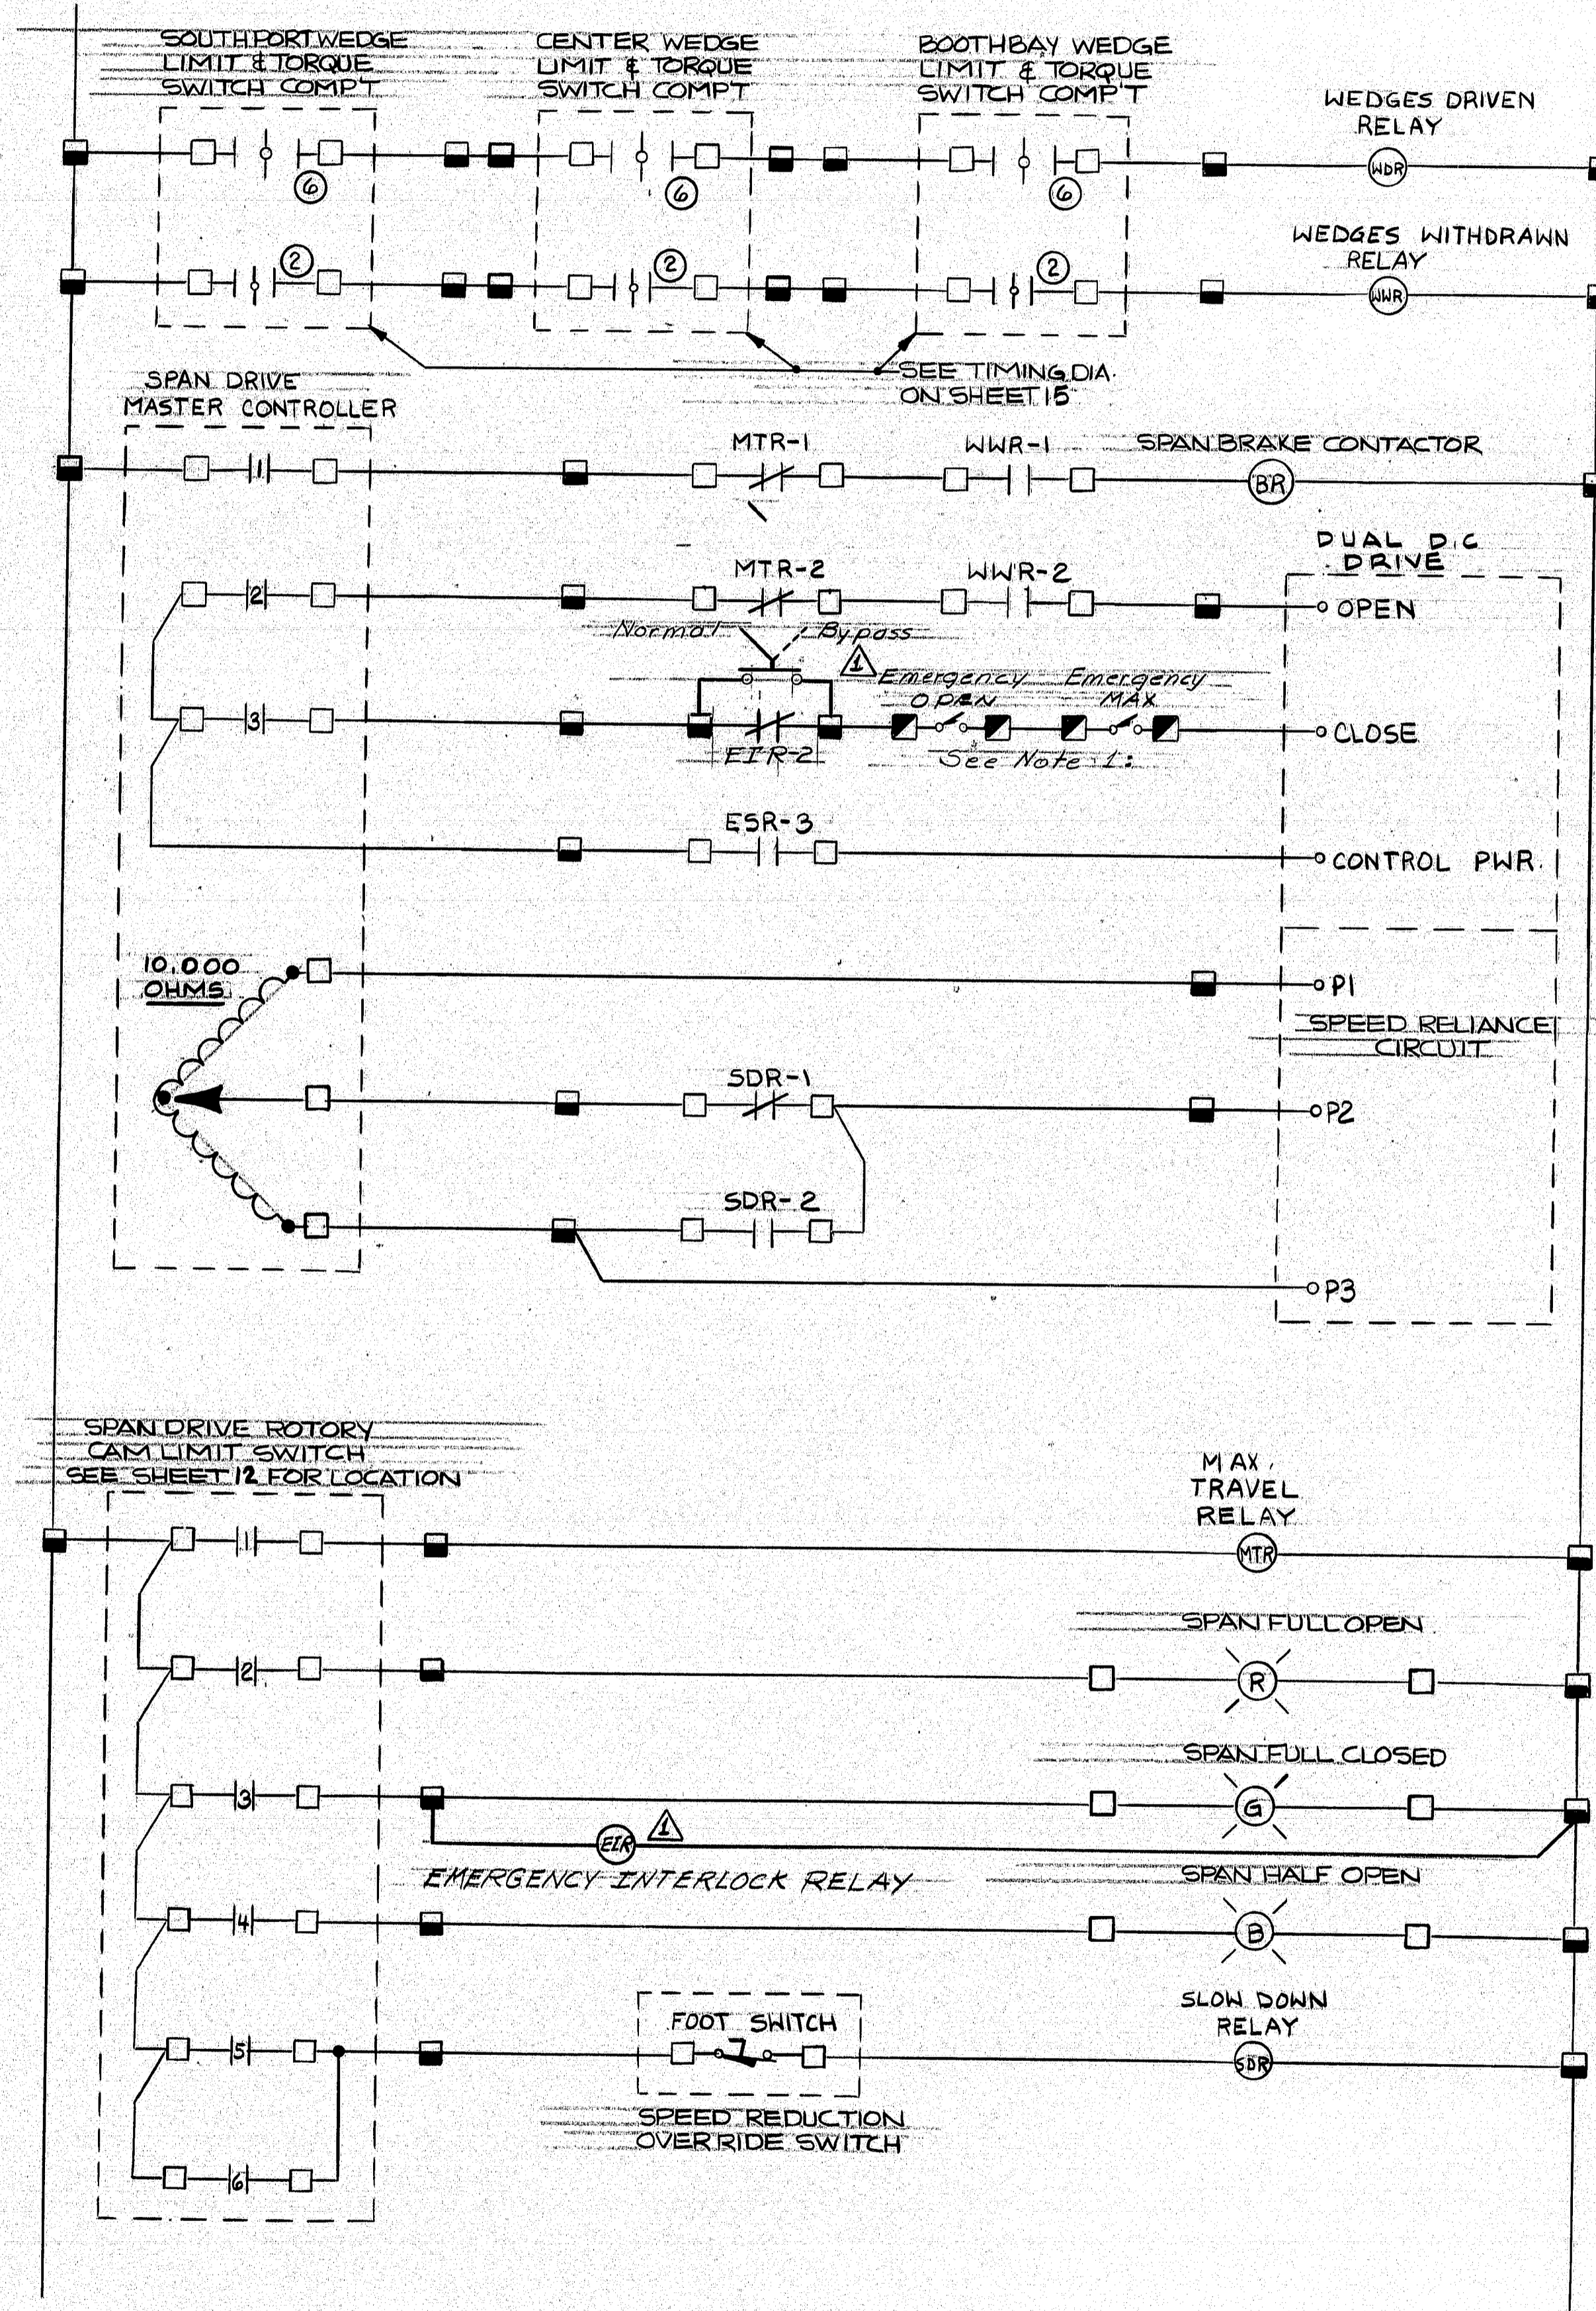 SOUTHPORT WEDGE
LIMIT & TORQUE
SWITCH COMP'T
CENTER WEDGE
LIMIT & TORQUE
SWITCH COMP'T
BOOTHBAY WEDGE
LIMIT & TORQUE
SWITCH COMP'T
WEDGES DRIVEN
RELAY
WDR
6
6
6
WEDGES WITHDRAWN
RELAY
2
2
2
WWR
SEE TIMING DIA.
ON SHEET 15
SPAN DRIVE
MASTER CONTROLLER
MTR-1
WWR-1
SPAN BRAKE CONTACTOR
1
BR
DUAL D.C
DRIVE
MTR-2
WWR-2
2
OPEN
Normal
Bypass
1
Emergency
OPEN
Emergency
MAX
3
CLOSE
EIR-2
See Note 1:
ESR-3
CONTROL PWR.
10.000
OHMS
P1
SPEED RELIANCE
CIRCUIT
SDR-1
P2
SDR-2
P3
SPAN DRIVE ROTORY
CAM LIMIT SWITCH
SEE SHEET 12 FOR LOCATION
MAX.
TRAVEL
RELAY
1
MTR
SPAN FULL OPEN
2
R
SPAN FULL CLOSED
3
G
EIR
1
EMERGENCY INTERLOCK RELAY
SPAN HALF OPEN
4
B
SLOW DOWN
RELAY
FOOT SWITCH
5
SDR
SPEED REDUCTION
OVERRIDE SWITCH
6